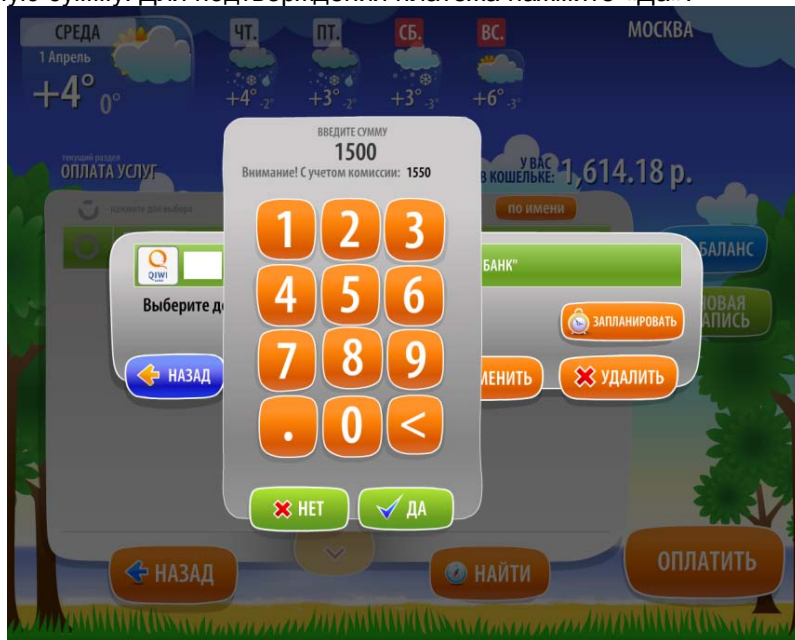 СРЕДА ЧТ. ПТ. СБ. ВС. МОСКВА
1 Апрель
+4° 0° +4° -2° +3° -2° +3° -3° +6° -3°
ВВЕДИТЕ СУММУ
1500
Внимание! С учетом комиссии: 1550
текущий раздел
ОПЛАТА УСЛУГ
У ВАС В КОШЕЛЬКЕ: 1,614.18 р.
- нажмите для выбора по имени
1 2 3
QIWI БАНК" БАЛАНС
4 5 6
Выберите ЗАПЛАНИРОВАТЬ
7 8 9
НАЗАД УДАЛИТЬ
. 0 <
НЕТ ДА
НАЗАД НАЙТИ ОПЛАТИТЬ